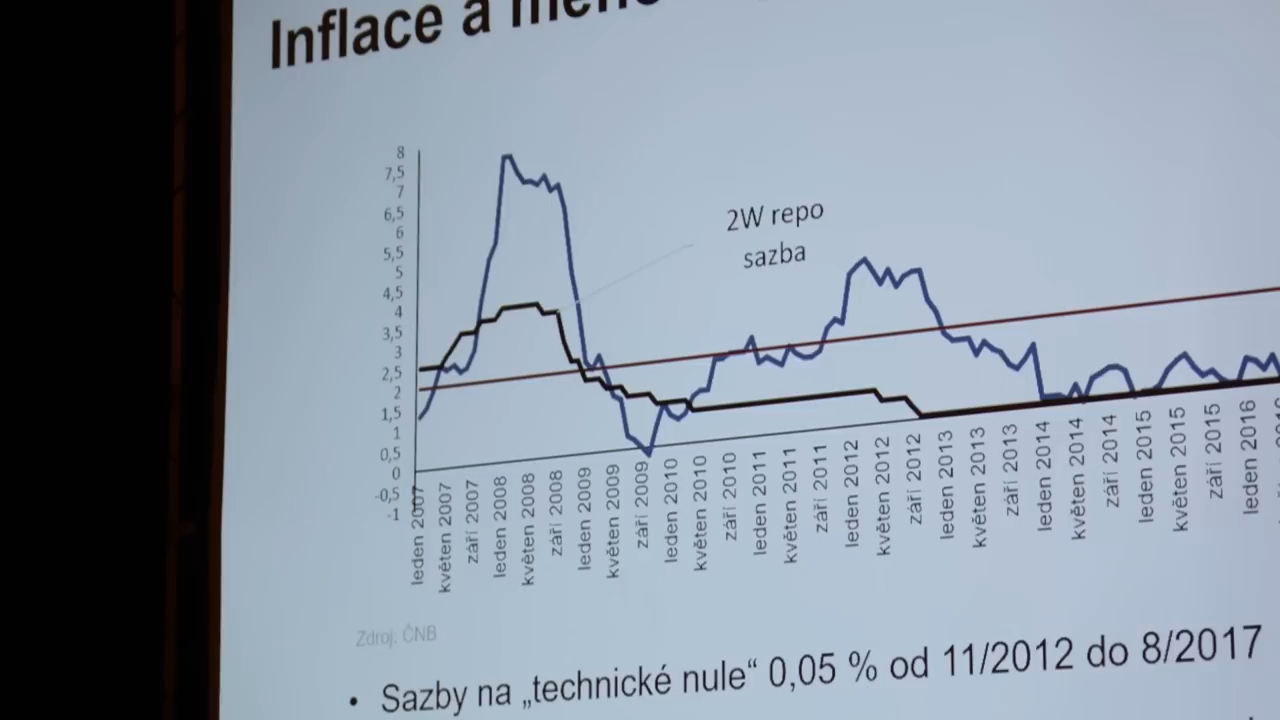 Inflace a
8
7,5
7
6,5
6
5,5
5
4,5
4
3,5
3
2,5
2
1,5
1
0,5
0
-0,5
-1
2W repo
sazba
leden 2007
květen 2007
září 2007
leden 2008
květen 2008
září 2008
leden 2009
květen 2009
září 2009
leden 2010
květen 2010
září 2010
leden 2011
květen 2011
září 2011
leden 2012
květen 2012
září 2012
leden 2013
květen 2013
září 2013
leden 2014
květen 2014
září 2014
leden 2015
květen 2015
září 2015
leden 2016
Zdroj: ČNB
• Sazby na „technické nule“ 0,05 % od 11/2012 do 8/2017